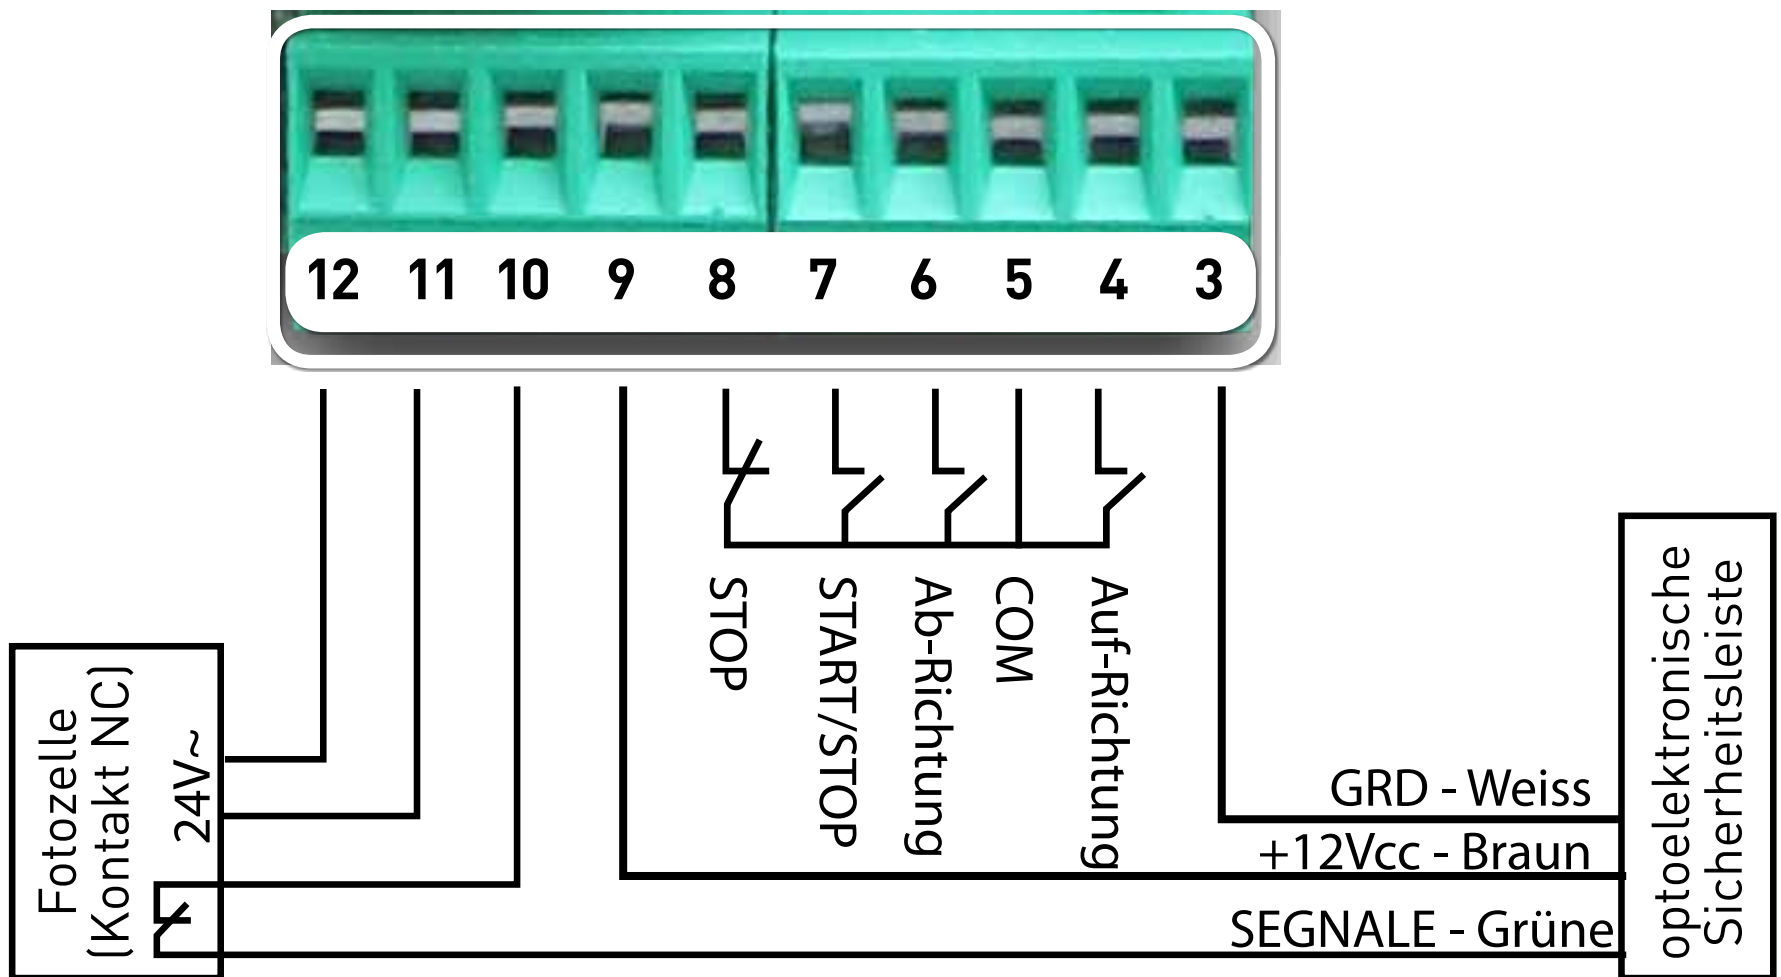 12 11 10 9 8 7 6 5 4 3
STOP
START/STOP
Ab-Richtung
COM
Auf-Richtung
Fotozelle
(Kontakt NC)
24V~
GRD - Weiss
+12Vcc - Braun
SEGNALE - Grüne
optoelektronische
Sicherheitsleiste